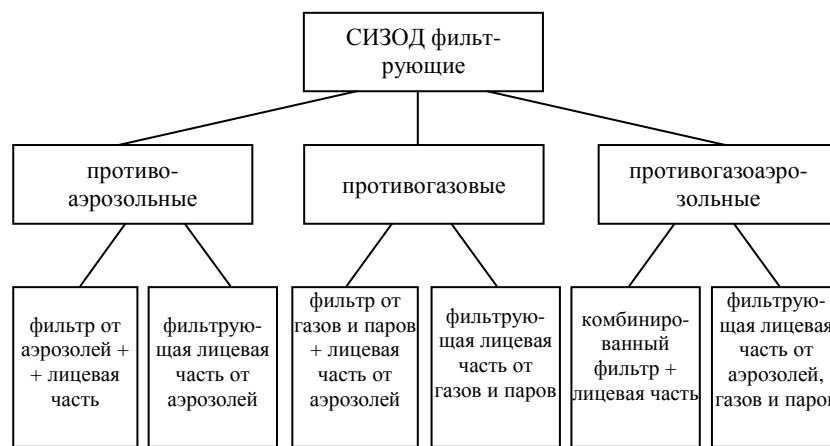 СИЗОД фильт-
рующие
противо-
аэрозольные
противогазовые
противогазоаэро-
зольные
фильтр от
аэрозолей +
+ лицевая
часть
фильтрую-
щая лицевая
часть от
аэрозолей
фильтр от
газов и паров
+ лицевая
часть от
аэрозолей
фильтрую-
щая лицевая
часть от
газов и паров
комбиниро-
ванный
фильтр +
лицевая часть
фильтрую-
щая лицевая
часть от
аэрозолей,
газов и паров